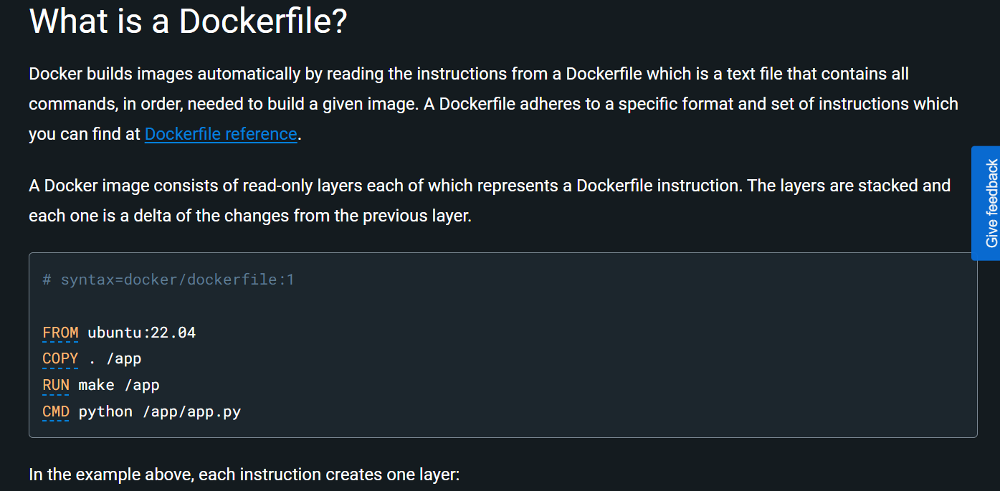 What is a Dockerfile?
Docker builds images automatically by reading the instructions from a Dockerfile which is a text file that contains all
commands, in order, needed to build a given image. A Dockerfile adheres to a specific format and set of instructions which
you can find at Dockerfile reference.
A Docker image consists of read-only layers each of which represents a Dockerfile instruction. The layers are stacked and
each one is a delta of the changes from the previous layer.
Give feedback
# syntax=docker/dockerfile:1
FROM ubuntu:22.04
COPY . /app
RUN make /app
CMD python /app/app.py
In the example above, each instruction creates one layer: